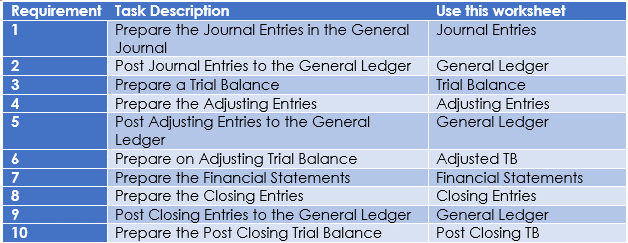 Requirement Task Description Use this worksheet
1 Prepare the Journal Entries in the General Journal Entries
Journal
2 Post Journal Entries to the General Ledger General Ledger
3 Prepare a Trial Balance Trial Balance
4 Prepare the Adjusting Entries Adjusting Entries
5 Post Adjusting Entries to the General General Ledger
Ledger
6 Prepare on Adjusting Trial Balance Adjusted TB
7 Prepare the Financial Statements Financial Statements
8 Prepare the Closing Entries Closing Entries
9 Post Closing Entries to the General Ledger General Ledger
10 Prepare the Post Closing Trial Balance Post Closing TB